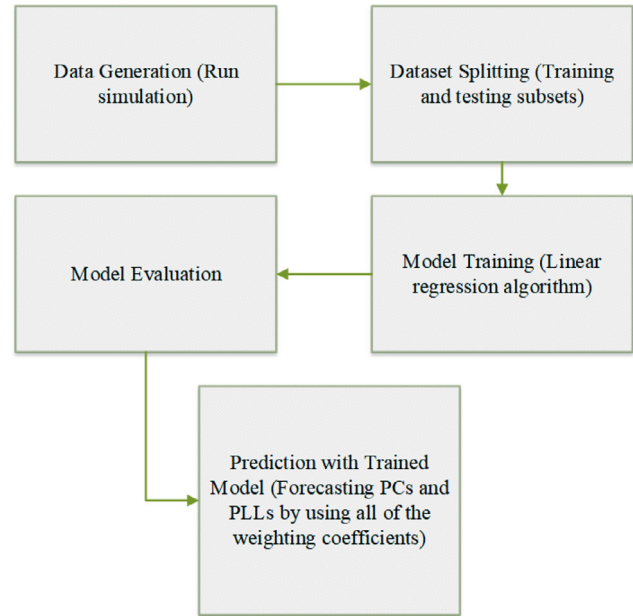 Data Generation (Run
simulation)
Dataset Splitting (Training
and testing subsets)
Model Training (Linear
regression algorithm)
Model Evaluation
Prediction with Trained
Model (Forecasting PCs and
PLLs by using all of the
weighting coefficients)